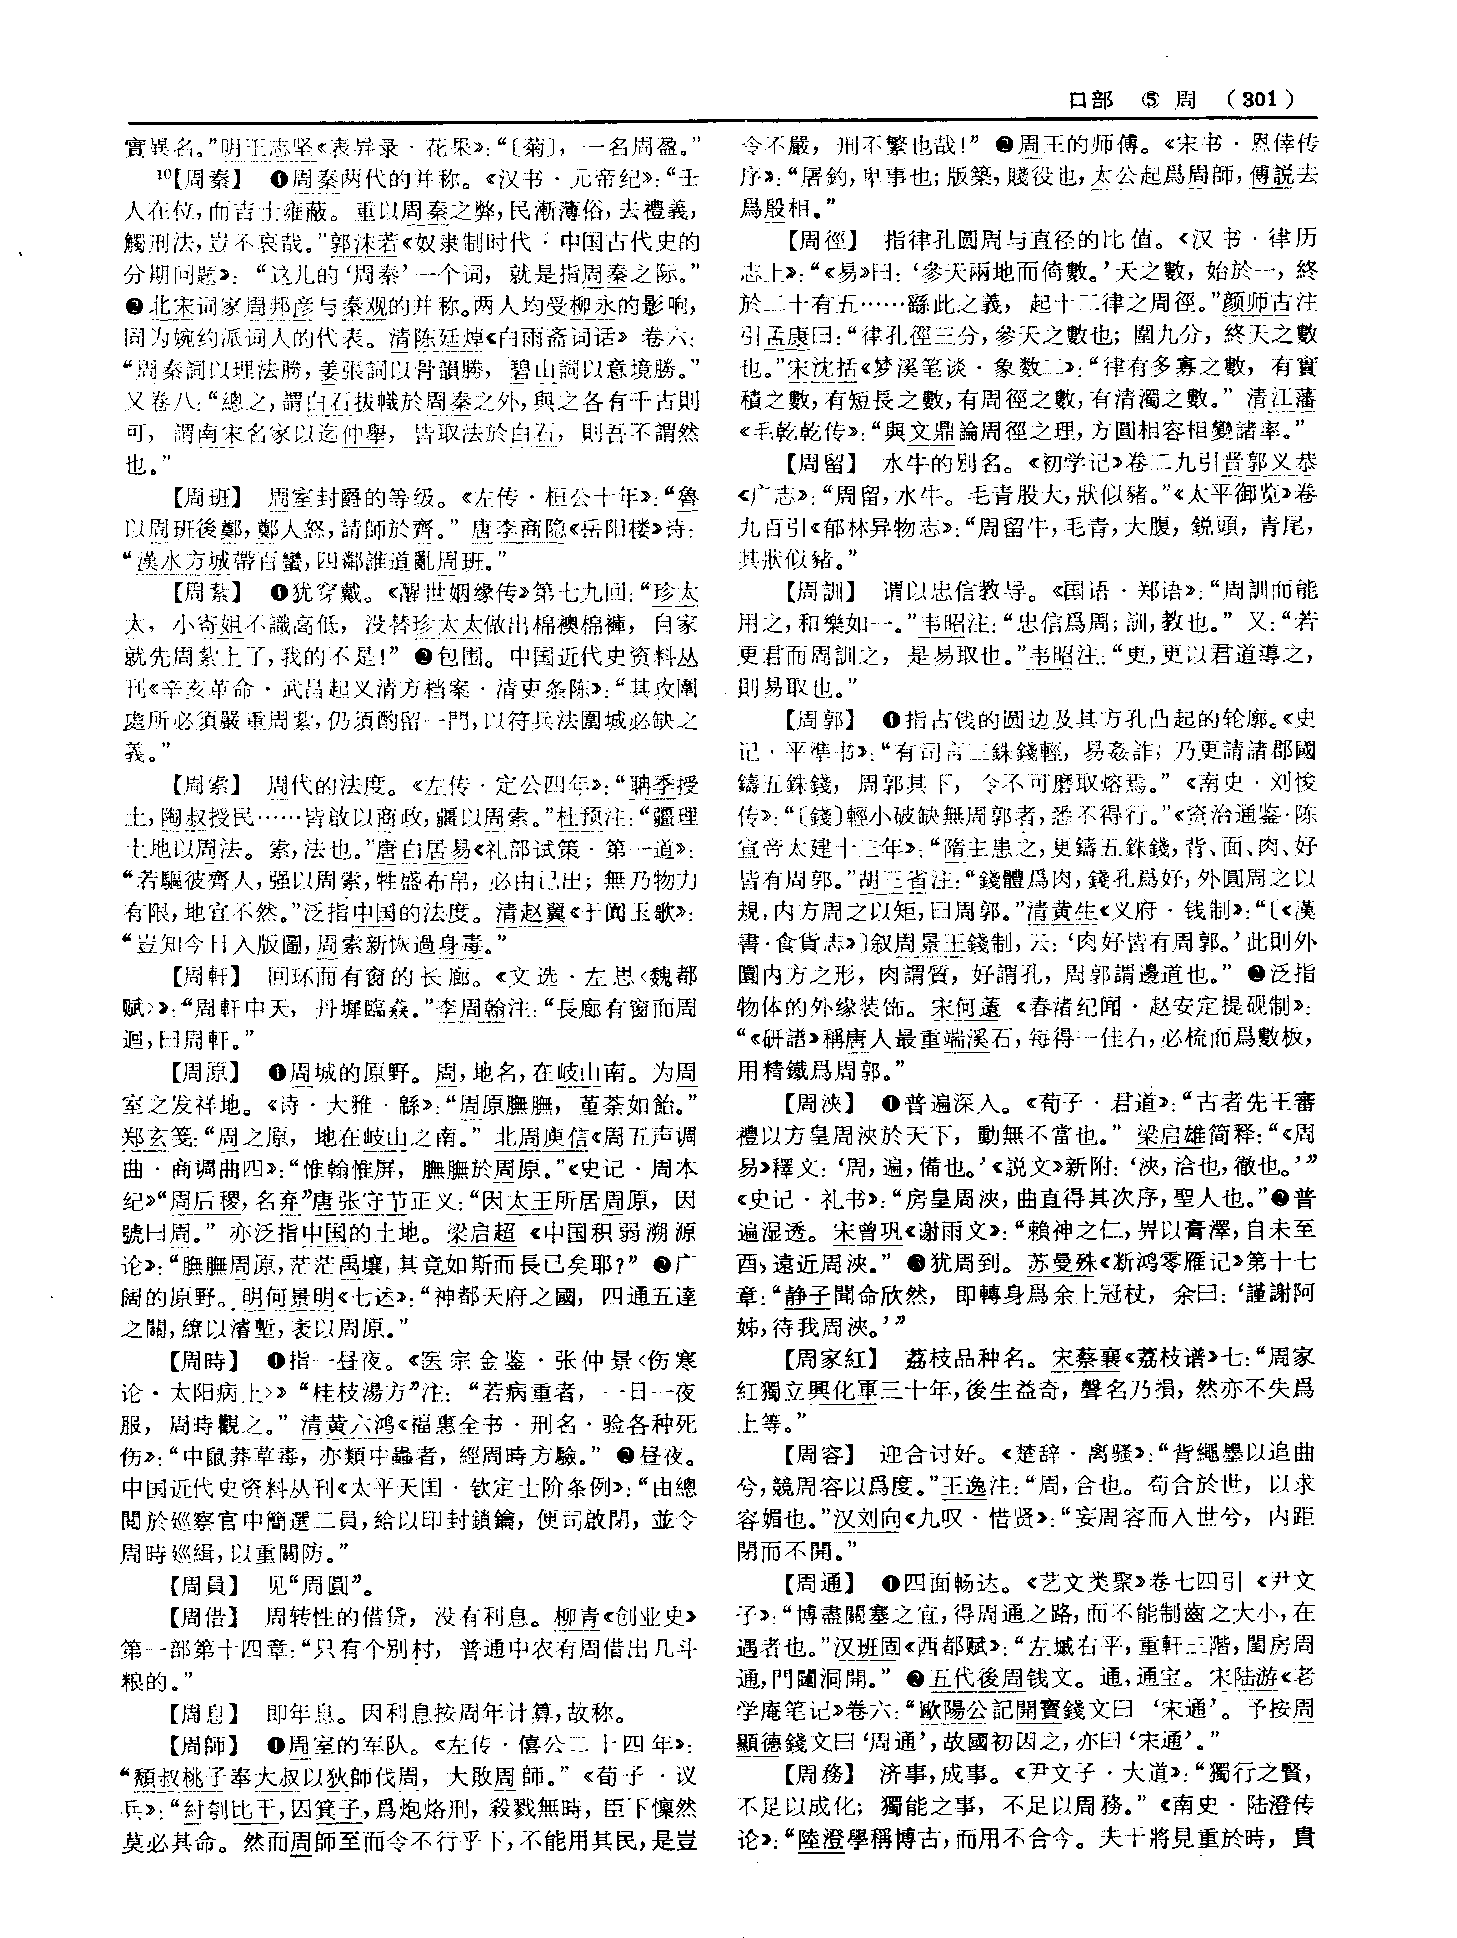 口部 ⑤ 周 （301）
實異名。”明王志坚《表异录·花果》：“〔菊〕，一名周盈。”
¹⁰【周秦】 ❶周秦两代的并称。《汉书·元帝纪》：“壬
人在位，而吉士雍蔽。重以周秦之弊，民漸薄俗，去禮義，
觸刑法，豈不哀哉。”郭沫若《奴隶制时代·中国古代史的
分期问题》：“这儿的‘周秦’一个词，就是指周秦之际。”
❷北宋词家周邦彦与秦观的并称。两人均受柳永的影响，
同为婉约派词人的代表。清陈廷焯《白雨斋词话》卷六：
“周秦詞以理法勝，姜張詞以骨韻勝，碧山詞以意境勝。”
又卷八：“總之，謂白石拔幟於周秦之外，與之各有千古則
可，謂南宋名家以迄仲舉，皆取法於白石，則吾不謂然
也。”
【周班】 周室封爵的等级。《左传·桓公十年》：“魯
以周班後鄭，鄭人怒，請師於齊。”唐李商隐《岳阳楼》诗：
“漢水方城帶百蠻，四鄰誰道亂周班。”
【周紮】 ❶犹穿戴。《醒世姻缘传》第七九回：“珍太
太，小寄姐不識高低，没替珍太太做出棉襖棉褲，自家
就先周紮上了，我的不是！”❷包围。中国近代史资料丛
刊《辛亥革命·武昌起义清方档案·清吏条陈》：“其攻圍
處所必須嚴重周紮，仍須酌留一門，以符兵法圍城必缺之
義。”
【周索】 周代的法度。《左传·定公四年》：“聃季授
土，陶叔授民……皆啟以商政，疆以周索。”杜预注：“疆理
土地以周法。索，法也。”唐白居易《礼部试策·第一道》：
“若驅彼齊人，强以周索，牲盛布帛，必由己出；無乃物力
有限，地宜不然。”泛指中国的法度。清赵翼《于阗玉歌》：
“豈知今日入版圖，周索新恢過身毒。”
【周軒】 回环而有窗的长廊。《文选·左思〈魏都
赋〉》：“周軒中天，丹墀臨猋。”李周翰注：“長廊有窗而周
迴，曰周軒。”
【周原】 ❶周城的原野。周，地名，在岐山南。为周
室之发祥地。《诗·大雅·緜》：“周原膴膴，菫荼如飴。”
郑玄笺：“周之原，地在岐山之南。”北周庾信《周五声调
曲·商调曲四》：“惟翰惟屏，膴膴於周原。”《史记·周本
纪》“周后稷，名弃”唐张守节正义：“因太王所居周原，因
號曰周。”亦泛指中国的土地。梁启超《中国积弱溯源
论》：“膴膴周原，茫茫禹壤，其竟如斯而長已矣耶？”❷广
阔的原野。明何景明《七述》：“神都天府之國，四通五達
之關，繚以濬塹，袤以周原。”
【周時】 ❶指一昼夜。《医宗金鉴·张仲景〈伤寒
论·太阳病上〉》“桂枝湯方”注：“若病重者，一日一夜
服，周時觀之。”清黄六鸿《福惠全书·刑名·验各种死
伤》：“中鼠莽草毒，亦類中蠱者，經周時方驗。”❷昼夜。
中国近代史资料丛刊《太平天囯·钦定士阶条例》：“由總
閲於巡察官中簡選二員，給以印封鎖鑰，便司啟閉，並令
周時巡緝，以重關防。”
【周員】 见“周圓”。
【周借】 周转性的借贷，没有利息。柳青《创业史》
第一部第十四章：“只有个别村，普通中农有周借出几斗
粮的。”
【周息】 即年息。因利息按周年计算，故称。
【周師】 ❶周室的军队。《左传·僖公二十四年》：
“頽叔桃子奉大叔以狄師伐周，大敗周師。”《荀子·议
兵》：“紂刳比干，囚箕子，爲炮烙刑，殺戮無時，臣下懍然
莫必其命。然而周師至而令不行乎下，不能用其民，是豈
令不嚴，刑不繁也哉！”❷周王的师傅。《宋书·恩倖传
序》：“屠釣，卑事也；版築，賤役也，太公起爲周師，傅説去
爲殷相。”
【周徑】 指律孔圆周与直径的比值。《汉书·律历
志上》：“《易》曰：‘參天兩地而倚數。’天之數，始於一，終
於二十有五……繇此之義，起十二律之周徑。”颜师古注
引孟康曰：“律孔徑三分，參天之數也；圍九分，終天之數
也。”宋沈括《梦溪笔谈·象数二》：“律有多寡之數，有實
積之數，有短長之數，有周徑之數，有清濁之數。”清江藩
《毛乾乾传》：“與文鼎論周徑之理，方圓相容相變諸率。”
【周留】 水牛的别名。《初学记》卷二九引晋郭义恭
《广志》：“周留，水牛。毛青股大，狀似豬。”《太平御览》卷
九百引《郁林异物志》：“周留牛，毛青，大腹，鋭頭，青尾，
其狀似豬。”
【周訓】 谓以忠信教导。《国语·郑语》：“周訓而能
用之，和樂如一。”韦昭注：“忠信爲周；訓，教也。”又：“若
更君而周訓之，是易取也。”韦昭注：“更，更以君道導之，
則易取也。”
【周郭】 ❶指古钱的圆边及其方孔凸起的轮廓。《史
记·平準书》：“有司言三銖錢輕，易姦詐；乃更請諸郡國
鑄五銖錢，周郭其下，令不可磨取熔焉。”《南史·刘悛
传》：“〔錢〕輕小破缺無周郭者，悉不得行。”《资治通鉴·陈
宣帝太建十三年》：“隋主患之，更鑄五銖錢，背、面、肉、好
皆有周郭。”胡三省注：“錢體爲肉，錢孔爲好，外圓周之以
規，内方周之以矩，曰周郭。”清黄生《义府·钱制》：“〔《漢
書·食貨志》〕叙周景王錢制，云：‘肉好皆有周郭。’此則外
圜内方之形，肉謂質，好謂孔，周郭謂邊道也。”❷泛指
物体的外缘装饰。宋何薳《春渚纪闻·赵安定提砚制》：
“《研譜》稱唐人最重端溪石，每得一佳石，必梳而爲數板，
用精鐵爲周郭。”
【周浹】 ❶普遍深入。《荀子·君道》：“古者先王審
禮以方皇周浹於天下，動無不當也。”梁启雄简释：“《周
易》釋文：‘周，遍，備也。’《説文》新附：‘浹，洽也，徹也。’”
《史记·礼书》：“房皇周浹，曲直得其次序，聖人也。”❷普
遍湿透。宋曾巩《谢雨文》：“賴神之仁，畀以膏澤，自未至
酉，遠近周浹。”❸犹周到。苏曼殊《断鸿零雁记》第十七
章：“静子聞命欣然，即轉身爲余上冠杖，余曰：‘謹謝阿
姊，待我周浹。’”
【周家紅】 荔枝品种名。宋蔡襄《荔枝谱》七：“周家
紅獨立興化軍三十年，後生益奇，聲名乃損，然亦不失爲
上等。”
【周容】 迎合讨好。《楚辞·离骚》：“背繩墨以追曲
兮，競周容以爲度。”王逸注：“周，合也。苟合於世，以求
容媚也。”汉刘向《九叹·惜贤》：“妄周容而入世兮，内距
閉而不開。”
【周通】 ❶四面畅达。《艺文类聚》卷七四引《尹文
子》：“博盡關塞之宜，得周通之路，而不能制齒之大小，在
遇者也。”汉班固《西都赋》：“左墄右平，重軒三階，閨房周
通，門闥洞開。”❷五代後周钱文。通，通宝。宋陆游《老
学庵笔记》卷六：“歐陽公記開寶錢文曰‘宋通’。予按周
顯德錢文曰‘周通’，故國初因之，亦曰‘宋通’。”
【周務】 济事，成事。《尹文子·大道》：“獨行之賢，
不足以成化；獨能之事，不足以周務。”《南史·陆澄传
论》：“陸澄學稱博古，而用不合今。夫干將見重於時，貴